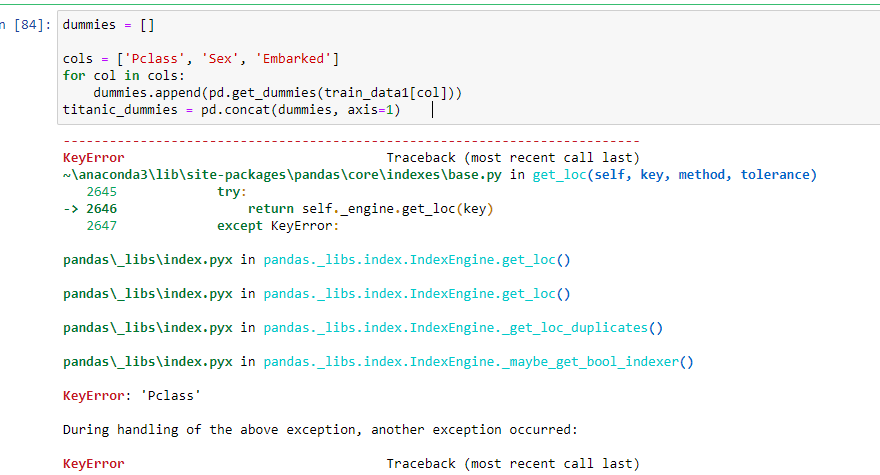 n [84]: dummies = []
cols = ['Pclass', 'Sex', 'Embarked']
for col in cols:
    dummies.append(pd.get_dummies(train_data1[col]))
titanic_dummies = pd.concat(dummies, axis=1)
---------------------------------------------------------------------------
KeyError                                  Traceback (most recent call last)
~\anaconda3\lib\site-packages\pandas\core\indexes\base.py in get_loc(self, key, method, tolerance)
   2645             try:
-> 2646                 return self._engine.get_loc(key)
   2647             except KeyError:
pandas\_libs\index.pyx in pandas._libs.index.IndexEngine.get_loc()
pandas\_libs\index.pyx in pandas._libs.index.IndexEngine.get_loc()
pandas\_libs\index.pyx in pandas._libs.index.IndexEngine._get_loc_duplicates()
pandas\_libs\index.pyx in pandas._libs.index.IndexEngine._maybe_get_bool_indexer()
KeyError: 'Pclass'
During handling of the above exception, another exception occurred:
KeyError                                  Traceback (most recent call last)